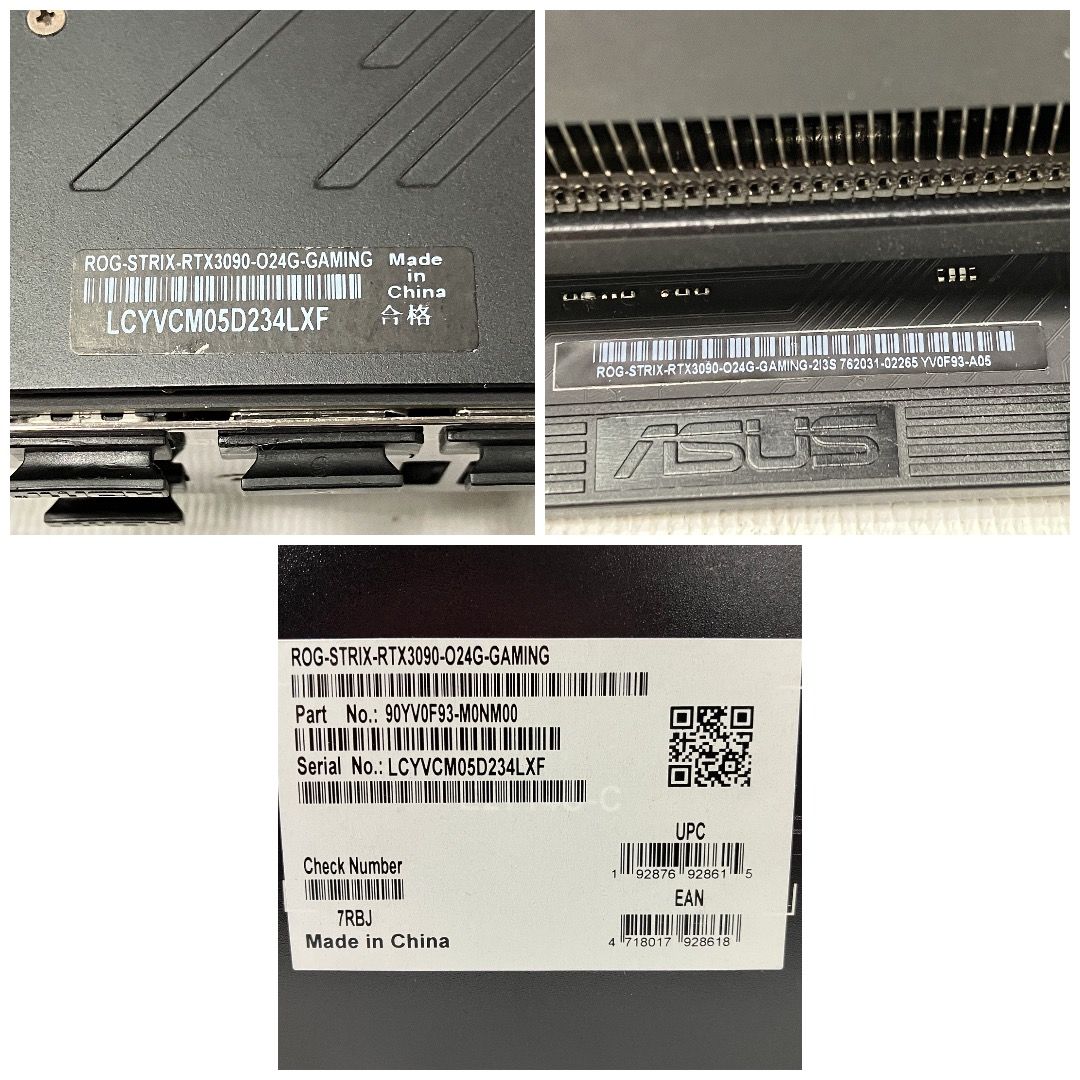 ROG-STRIX-RTX3090-O24G-GAMING
Made
in
China
LCYVCM05D234LXF
合格
ROG-STRIX-RTX3090-O24G-GAMING-2I3S 762031-02265 YV0F93-A05
ASUS
ROG-STRIX-RTX3090-O24G-GAMING
Part No.: 90YV0F93-M0NM00
Serial No.: LCYVCM05D234LXF
UPC
1 92876 92861 5
Check Number
EAN
7RBJ
4 718017 928618
Made in China